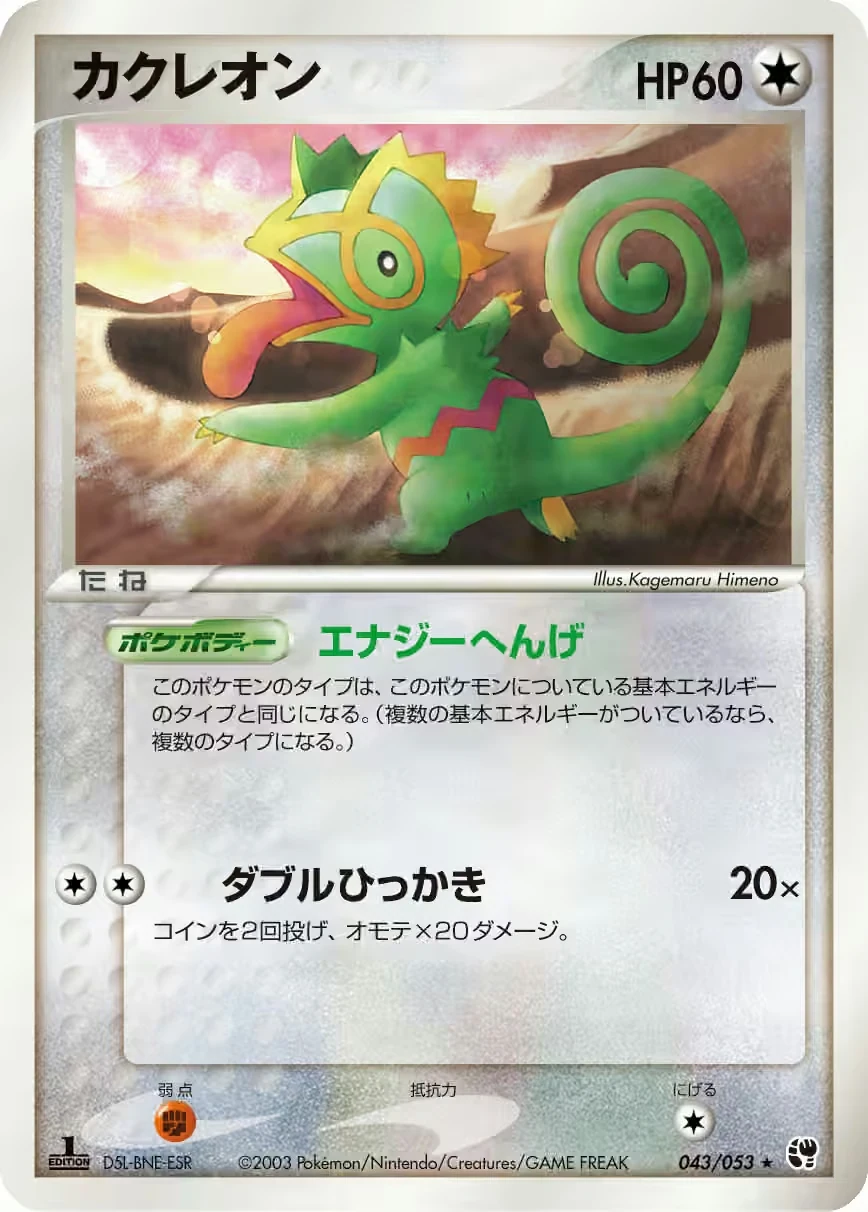 カクレオン
HP60
たね
Illus.Kagemaru Himeno
ポケボディー エナジーへんげ
このポケモンのタイプは、このポケモンについている基本エネルギー
のタイプと同じになる。（複数の基本エネルギーがついているなら、
複数のタイプになる。）
ダブルひっかき 20×
コインを2回投げ、オモテ×20ダメージ。
弱点 抵抗力 にげる
1 EDITION D5L-BNE-ESR ©2003 Pokémon/Nintendo/Creatures/GAME FREAK 043/053 ★